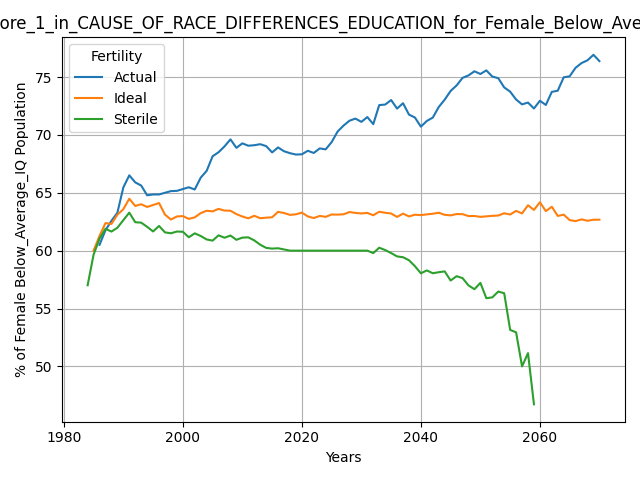 ore_1_in_CAUSE_OF_RACE_DIFFERENCES_EDUCATION_for_Female_Below_Ave
Fertility
Actual
Ideal
Sterile
% of Female Below_Average_IQ Population
75
70
65
60
55
50
1980 2000 2020 2040 2060
Years